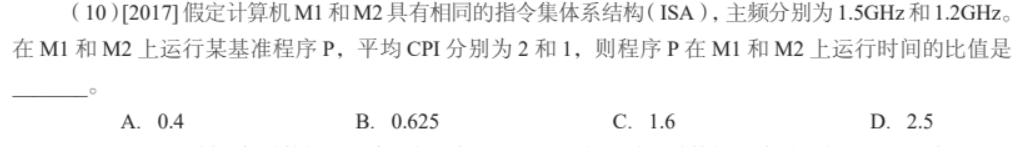 （10）[2017] 假定计算机 M1 和 M2 具有相同的指令集体系结构（ISA），主频分别为 1.5GHz 和 1.2GHz。
在 M1 和 M2 上运行某基准程序 P，平均 CPI 分别为 2 和 1，则程序 P 在 M1 和 M2 上运行时间的比值是
______。
A. 0.4 B. 0.625 C. 1.6 D. 2.5